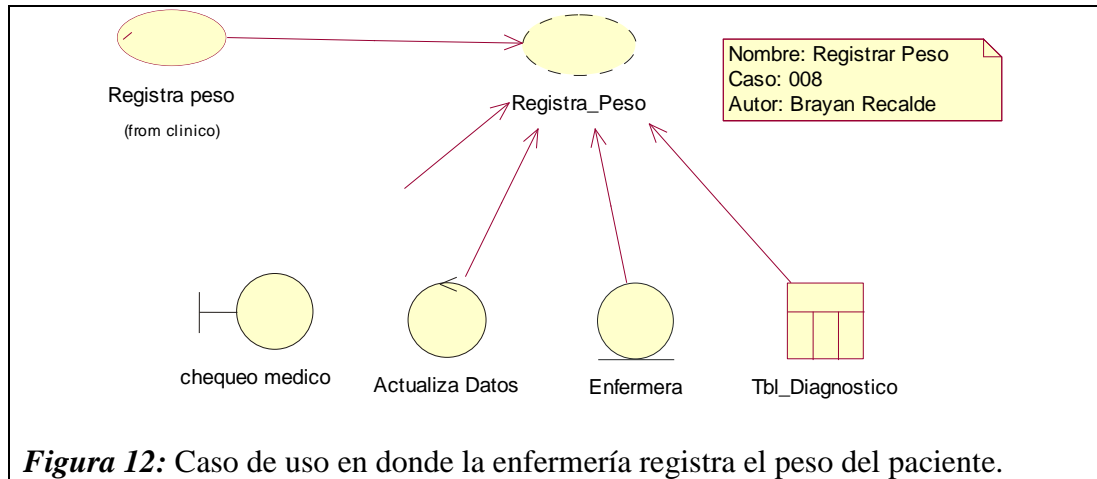 Nombre: Registrar Peso
Caso: 008
Autor: Brayan Recalde
Registra peso
(from clinico)
Registra_Peso
chequeo medico
Actualiza Datos
Enfermera
Tbl_Diagnostico
Figura 12: Caso de uso en donde la enfermería registra el peso del paciente.